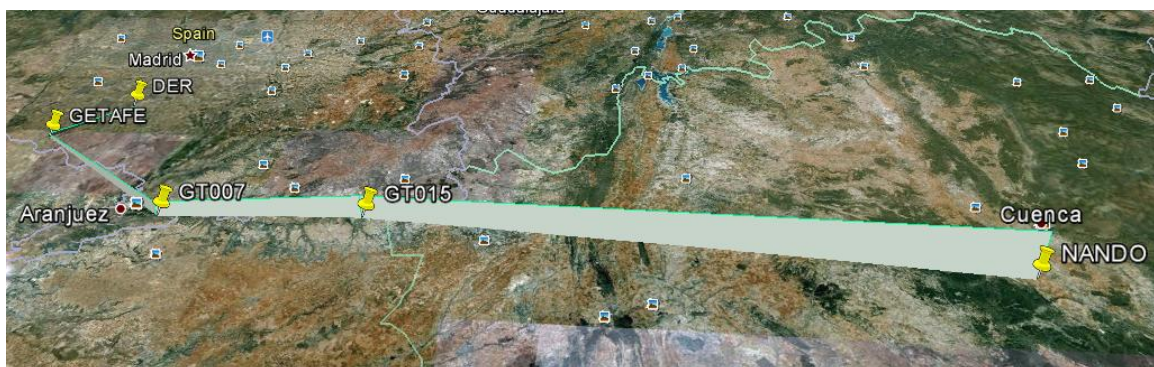 Spain
Madrid
DER
GETAFE
GT007
GT015
Aranjuez
Cuenca
NANDO